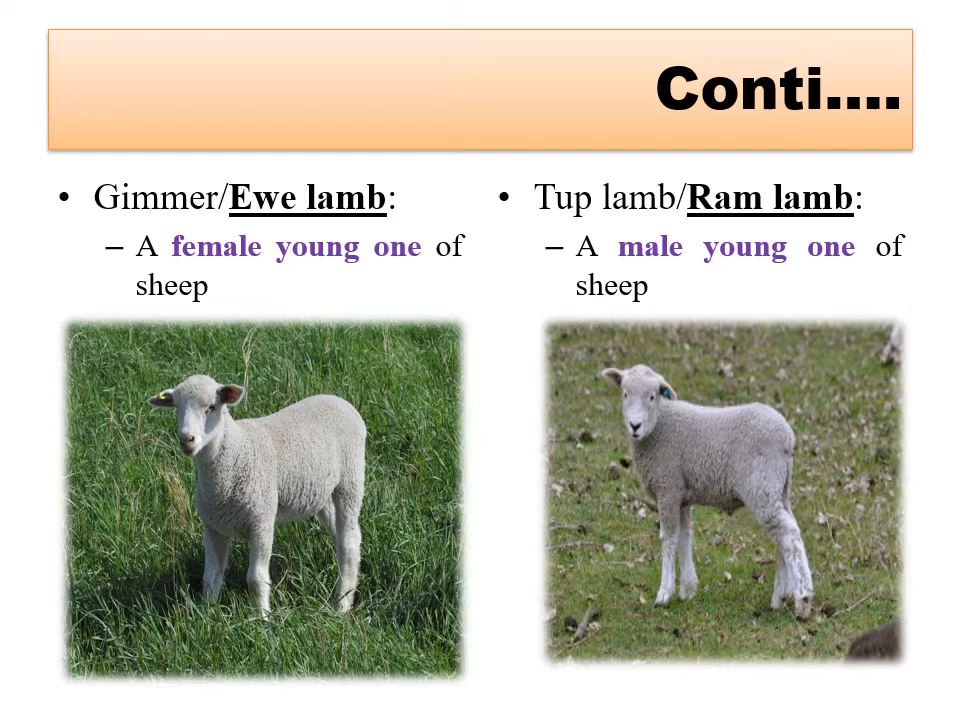 Conti....
• Gimmer/Ewe lamb:
– A female young one of
sheep
• Tup lamb/Ram lamb:
– A male young one of
sheep